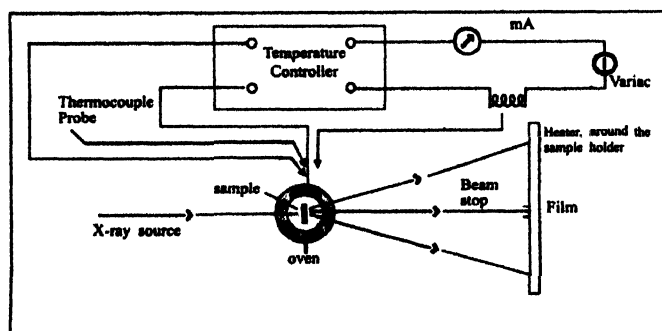 mA
Temperature
Controller
Variac
Thermocouple
Probe
Heater, around the
sample holder
sample
Beam
stop
Film
X-ray source
oven